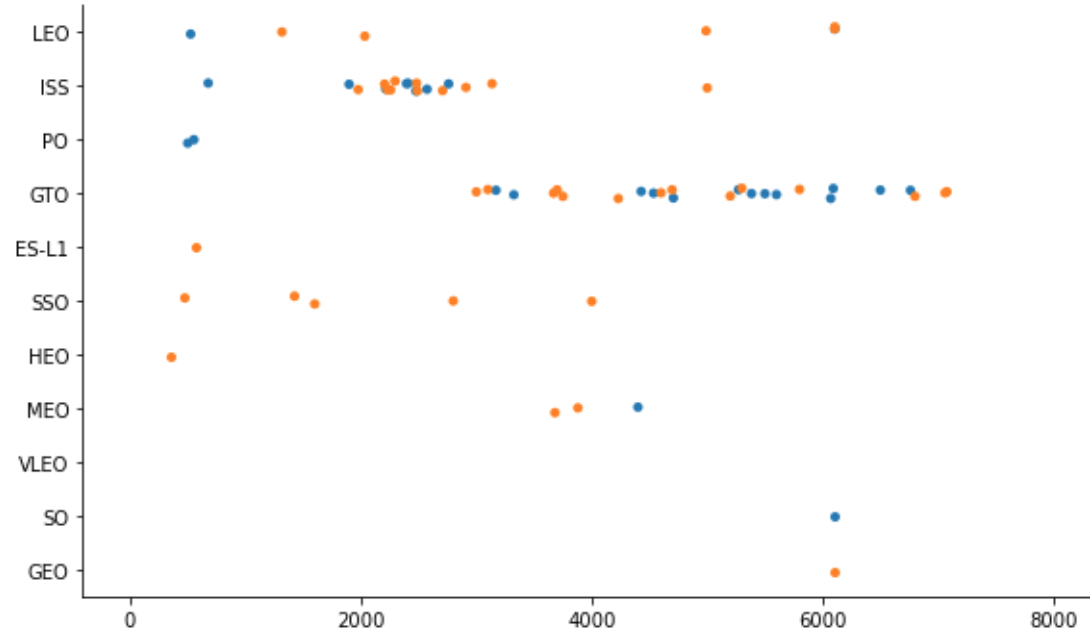 LEO
ISS
PO
GTO
ES-L1
SSO
HEO
MEO
VLEO
SO
GEO
0 2000 4000 6000 8000